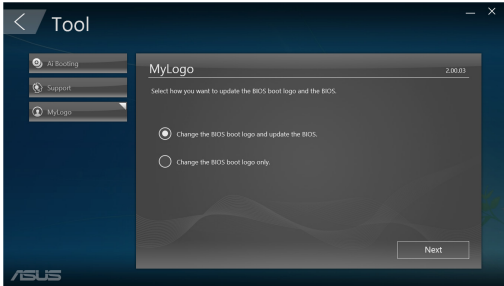 Tool
Ai Booting
Support
MyLogo
MyLogo
2.00.03
Select how you want to update the BIOS boot logo and the BIOS.
Change the BIOS boot logo and update the BIOS.
Change the BIOS boot logo only.
Next
ASUS